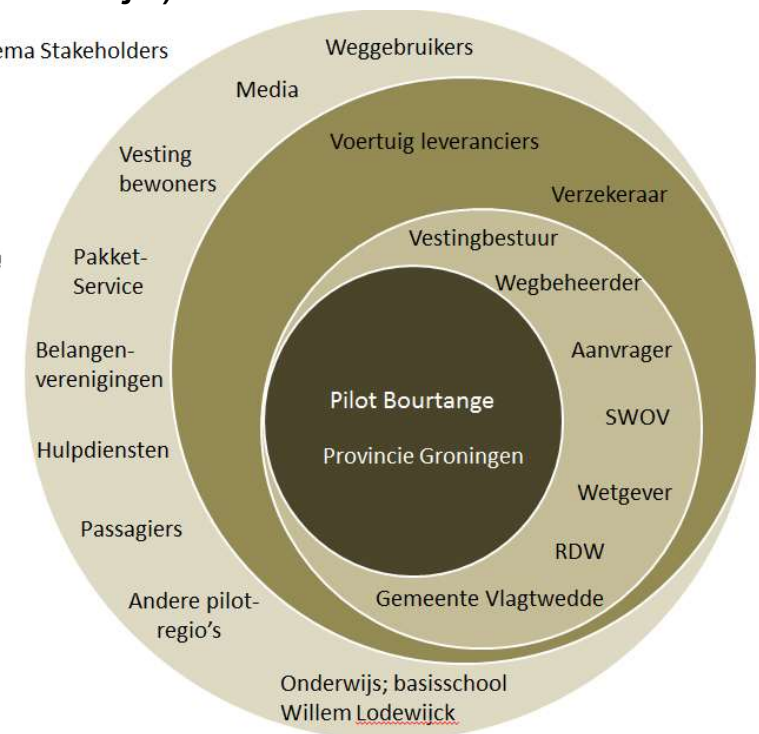 ema Stakeholders
Weggebruikers
Media
Voertuig leveranciers
Vesting
bewoners
Verzekeraar
Vestingbestuur
Pakket-
Service
Wegbeheerder
Belangen-
verenigingen
Aanvrager
Pilot Bourtange
SWOV
Hulpdiensten
Provincie Groningen
Wetgever
Passagiers
RDW
Andere pilot-
regio's
Gemeente Vlagtwedde
Onderwijs; basisschool
Willem Lodewijck